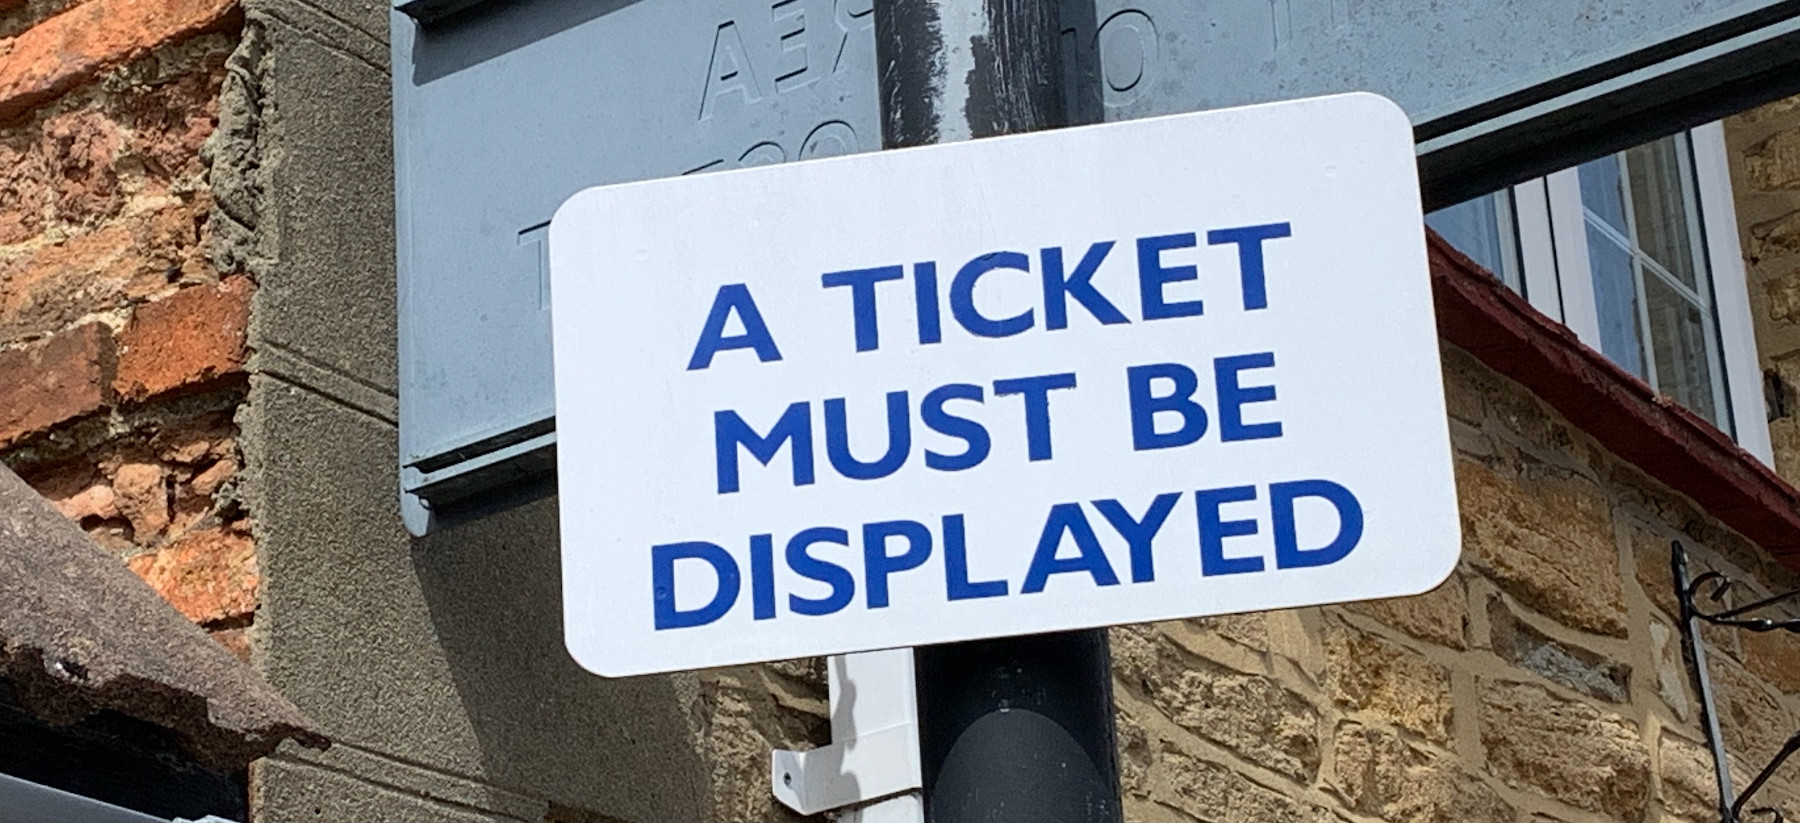 A TICKET
MUST BE
DISPLAYED